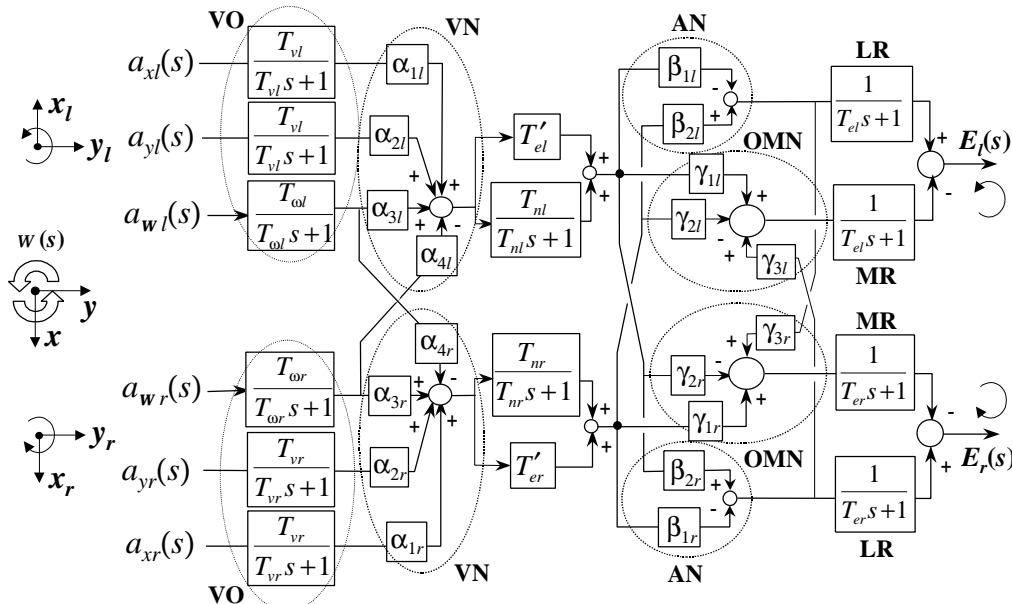 VO
VN
AN
LR
a_xl(s)
T_vl / (T_vl s+1)
α_1l
β_1l
-
1 / (T_el s+1)
x_l
y_l
a_yl(s)
T_vl / (T_vl s+1)
α_2l
T′_el
+
β_2l
+
OMN
+
E_l(s)
+
+
γ_1l
+
-
a_wl(s)
T_ωl / (T_ωl s+1)
α_3l
+
-
T_nl / (T_nl s+1)
+
γ_2l
-
1 / (T_el s+1)
w(s)
α_4l
+
γ_3l
MR
y
x
MR
α_4r
+
γ_3r
a_wr(s)
T_ωr / (T_ωr s+1)
α_3r
+
-
T_nr / (T_nr s+1)
+
γ_2r
-
1 / (T_er s+1)
+
+
+
γ_1r
+
-
y_r
x_r
a_yr(s)
T_vr / (T_vr s+1)
α_2r
T′_er
+
β_2r
+
OMN
+
E_r(s)
a_xr(s)
T_vr / (T_vr s+1)
α_1r
β_1r
-
1 / (T_er s+1)
VO
VN
AN
LR